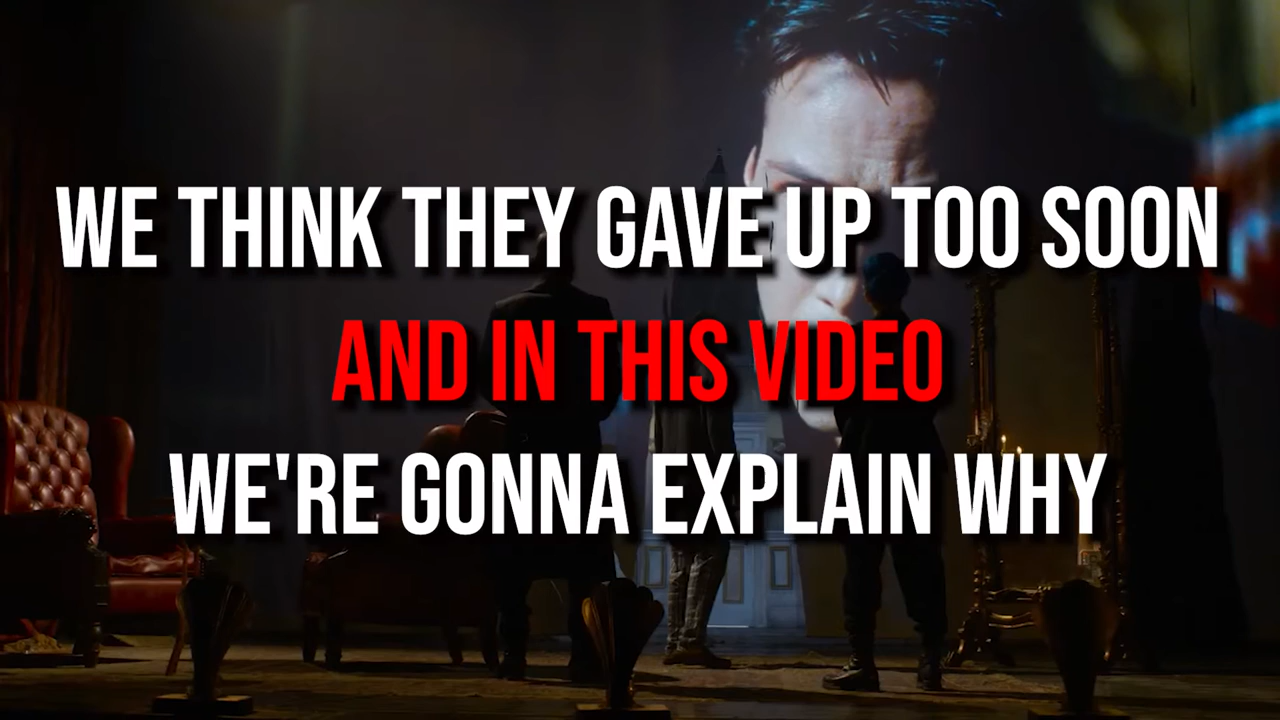 WE THINK THEY GAVE UP TOO SOON
AND IN THIS VIDEO
WE'RE GONNA EXPLAIN WHY